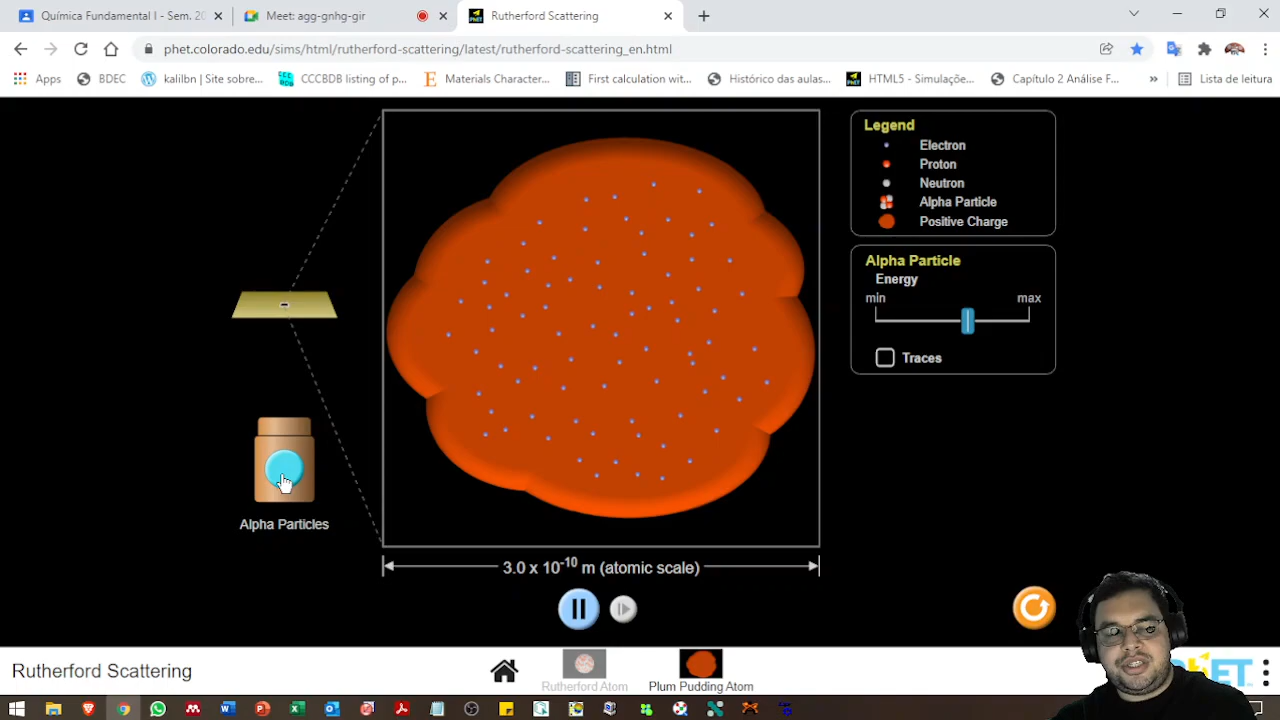 Química Fundamental I - Sem. 20
Meet: agg-gnhg-gir
Rutherford Scattering
phet.colorado.edu/sims/html/rutherford-scattering/latest/rutherford-scattering_en.html
Apps
BDEC
kalilbn | Site sobre...
CCCBDB listing of p...
Materials Character...
First calculation wit...
Histórico das aulas...
HTML5 - Simulaçõe...
Capítulo 2 Análise F...
»
Lista de leitura
Legend
Electron
Proton
Neutron
Alpha Particle
Positive Charge
Alpha Particle
Energy
min
max
Traces
Alpha Particles
3.0 x 10⁻¹⁰ m (atomic scale)
Rutherford Scattering
Rutherford Atom
Plum Pudding Atom